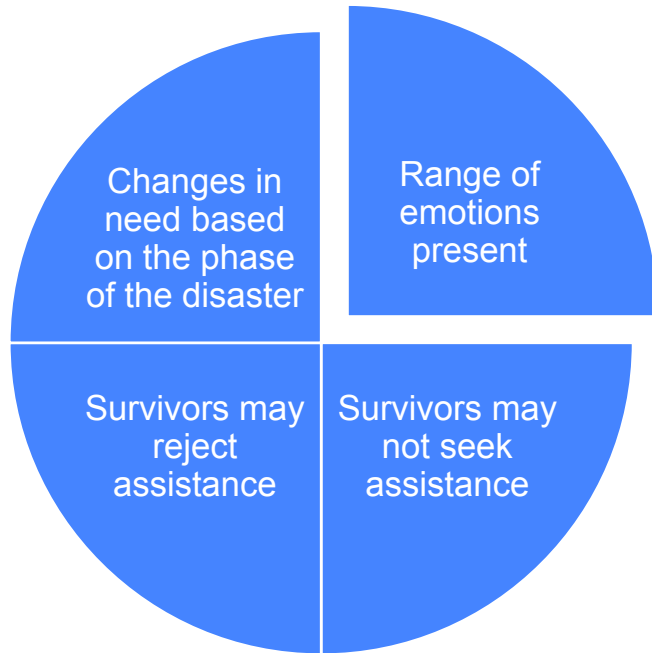 Changes in
need based
on the phase
of the disaster
Range of
emotions
present
Survivors may
reject
assistance
Survivors may
not seek
assistance